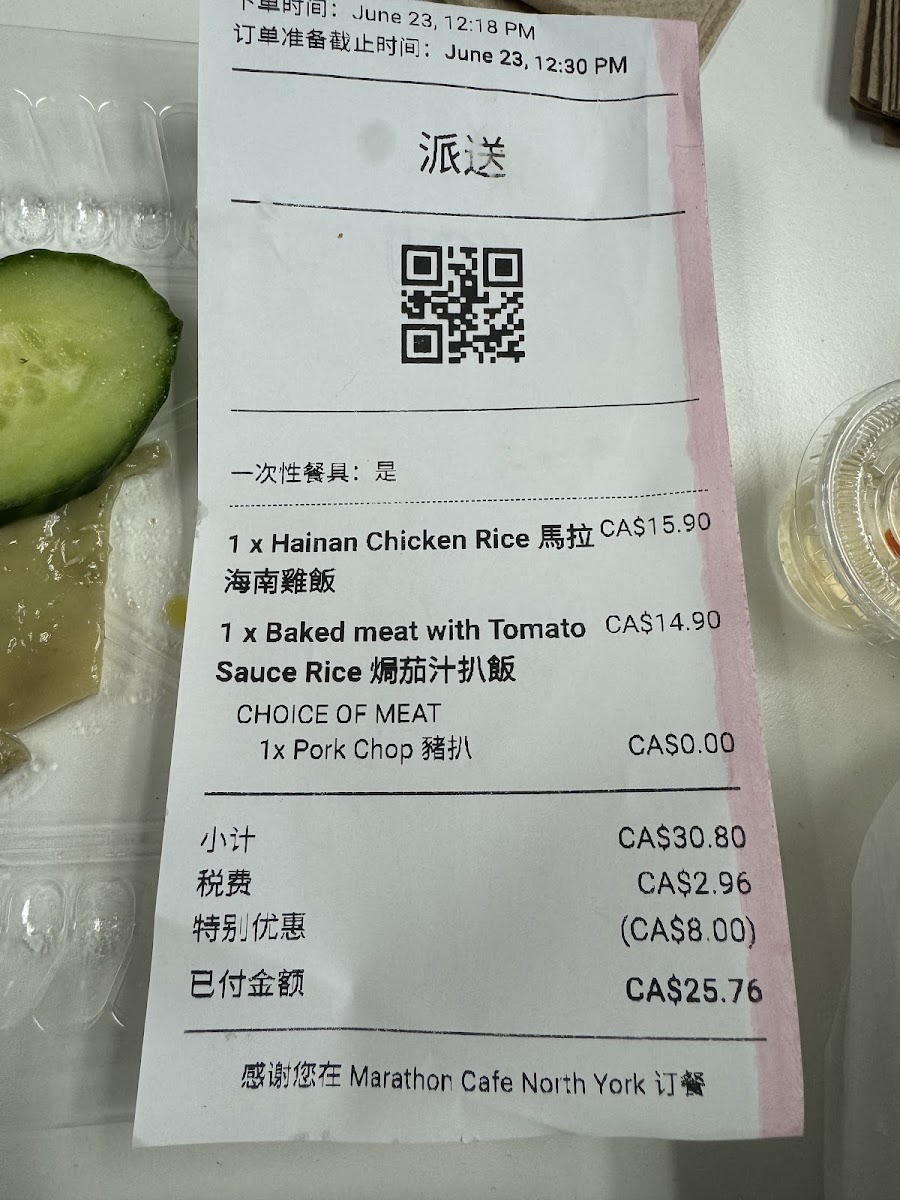 下单时间：June 23, 12:18 PM
订单准备截止时间：June 23, 12:30 PM
派送
一次性餐具：是
1 x Hainan Chicken Rice 馬拉 CA$15.90
海南雞飯
1 x Baked meat with Tomato CA$14.90
Sauce Rice 焗茄汁扒飯
CHOICE OF MEAT
1x Pork Chop 豬扒 CA$0.00
小计 CA$30.80
税费 CA$2.96
特别优惠 (CA$8.00)
已付金额 CA$25.76
感谢您在 Marathon Cafe North York 订餐